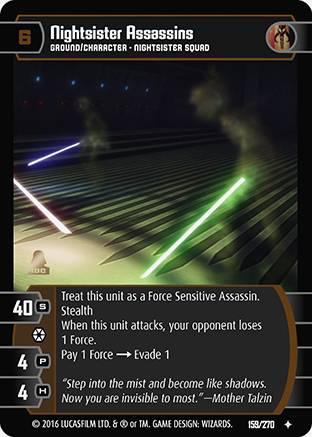 6
Nightsister Assassins
GROUND/CHARACTER - NIGHTSISTER SQUAD
IDC
40 S
Treat this unit as a Force Sensitive Assassin.
Stealth
When this unit attacks, your opponent loses
1 Force.
4 P
Pay 1 Force → Evade 1
4 H
“Step into the mist and become like shadows.
Now you are invisible to most.”—Mother Talzin
© 2016 LUCASFILM LTD. & ® or TM. GAME DESIGN: WIZARDS.
159/270